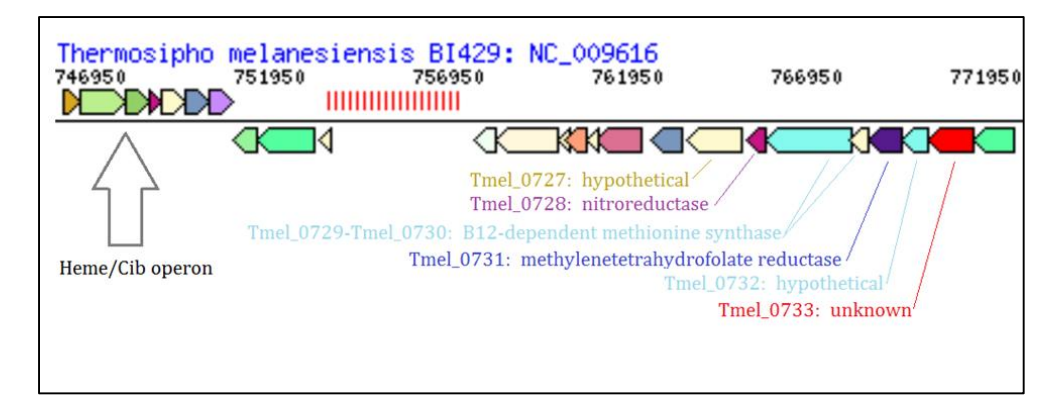 Thermosipho melanesiensis BI429: NC_009616
746950 751950 756950 761950 766950 771950
Tmel_0727: hypothetical
Tmel_0728: nitroreductase
Tmel_0729-Tmel_0730: B12-dependent methionine synthase
Tmel_0731: methylenetetrahydrofolate reductase
Heme/Cib operon
Tmel_0732: hypothetical
Tmel_0733: unknown